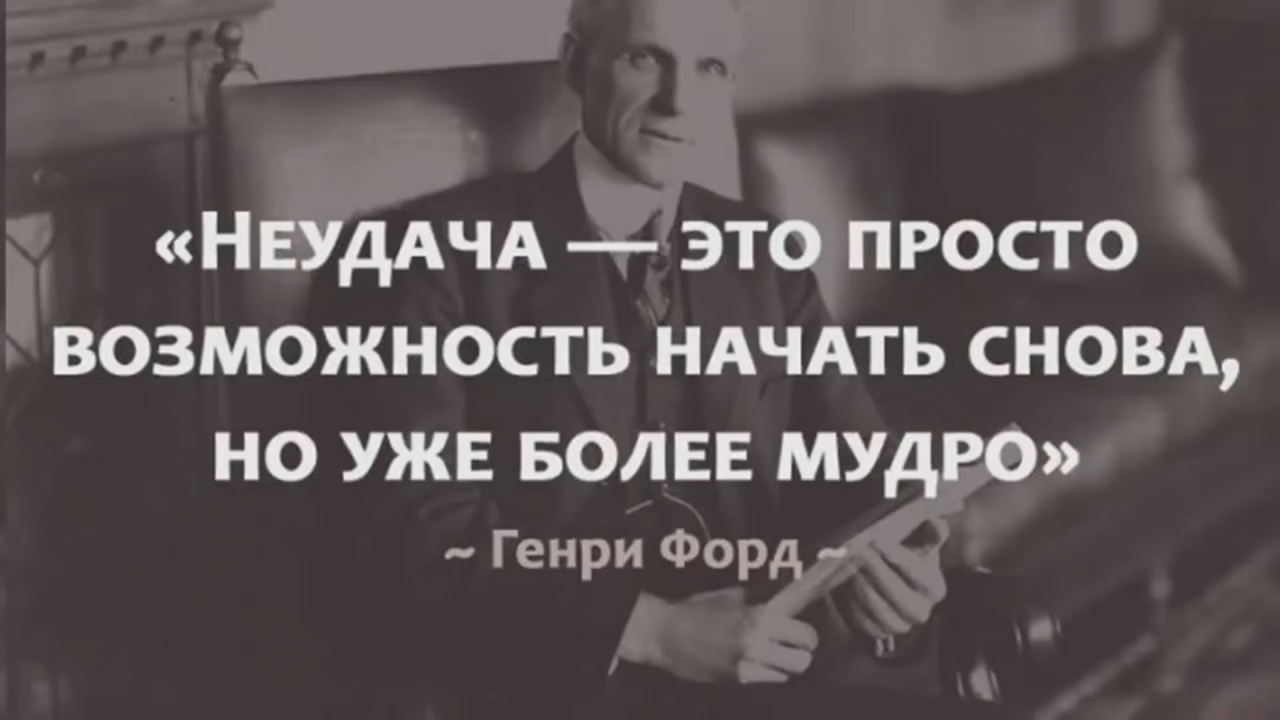 «Неудача — это просто
возможность начать снова,
но уже более мудро»
~ Генри Форд ~